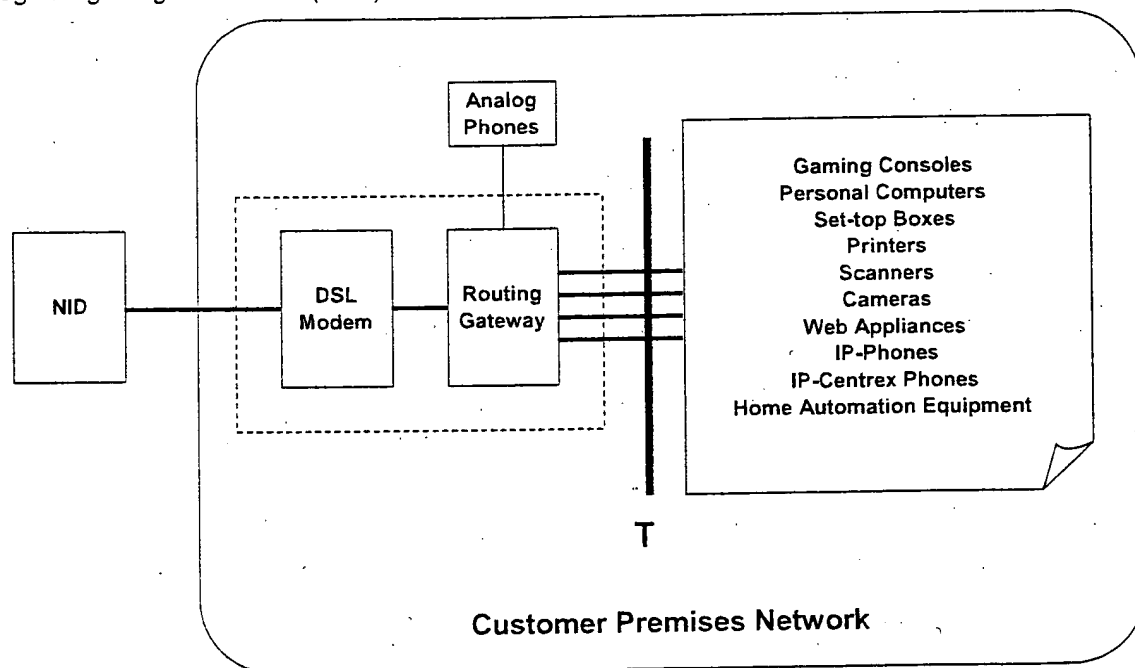 Analog
Phones
NID
DSL
Modem
Routing
Gateway
Gaming Consoles
Personal Computers
Set-top Boxes
Printers
Scanners
Cameras
Web Appliances
IP-Phones
IP-Centrex Phones
Home Automation Equipment
T
Customer Premises Network